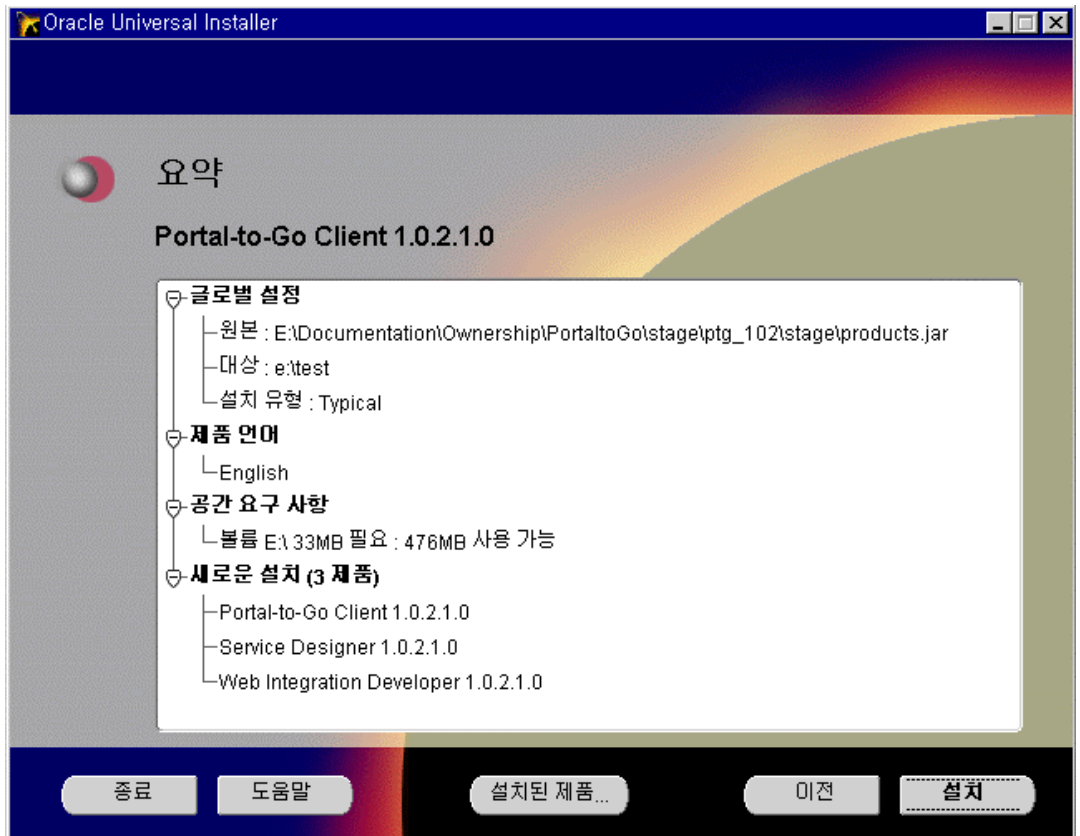 Oracle Universal Installer
요약
Portal-to-Go Client 1.0.2.1.0
글로벌 설정
원본 : E:\Documentation\Ownership\PortaltoGo\stage\ptg_102\stage\products.jar
대상 : e:\test
설치 유형 : Typical
제품 언어
English
공간 요구 사항
볼륨 E:\ 33MB 필요 : 476MB 사용 가능
새로운 설치 (3 제품)
Portal-to-Go Client 1.0.2.1.0
Service Designer 1.0.2.1.0
Web Integration Developer 1.0.2.1.0
종료 도움말 설치된 제품... 이전 설치